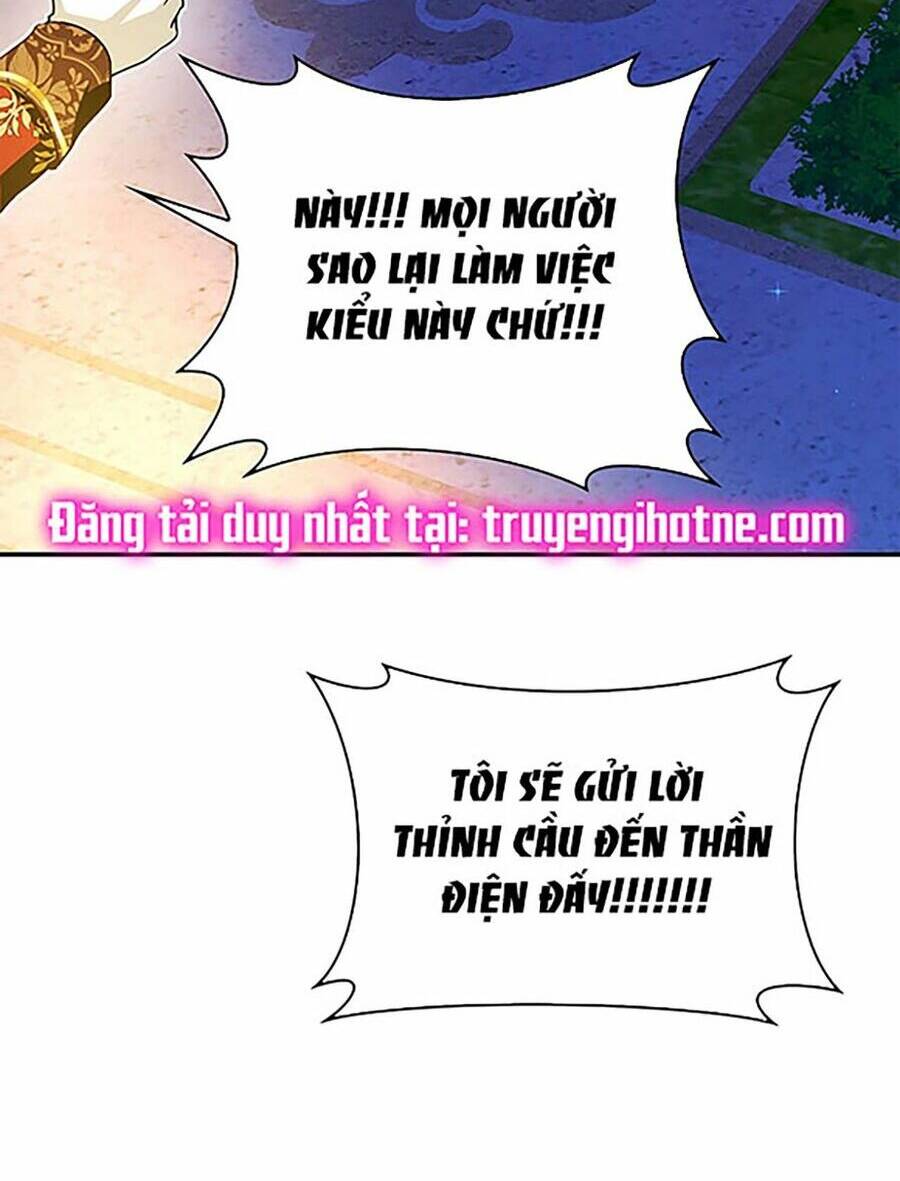 NÀY!!! MỌI NGƯỜI
SAO LẠI LÀM VIỆC
KIỂU NÀY CHỨ!!!
Đăng tải duy nhất tại: truyengihotne.com
TÔI SẼ GỬI LỜI
THỈNH CẦU ĐẾN THẦN
ĐIỆN ĐẤY!!!!!!!!